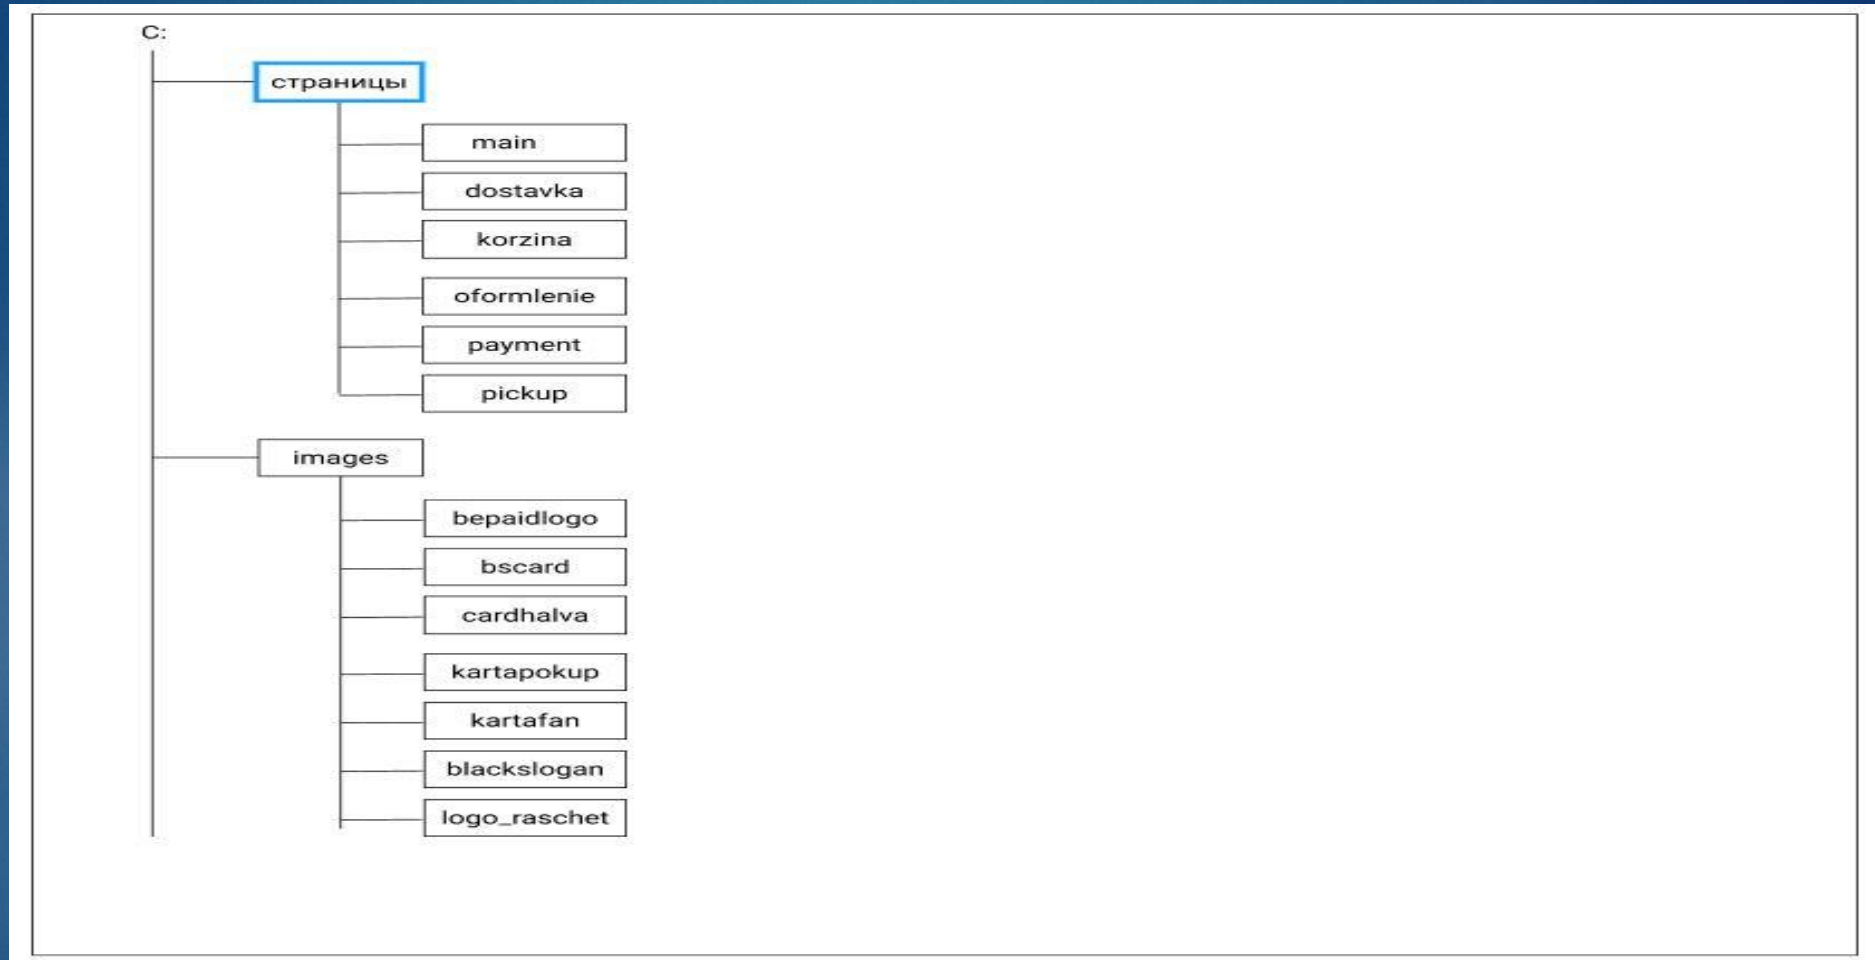 C:
страницы
main
dostavka
korzina
oformlenie
payment
pickup
images
bepaidlogo
bscard
cardhalva
kartapokup
kartafan
blackslogan
logo_raschet